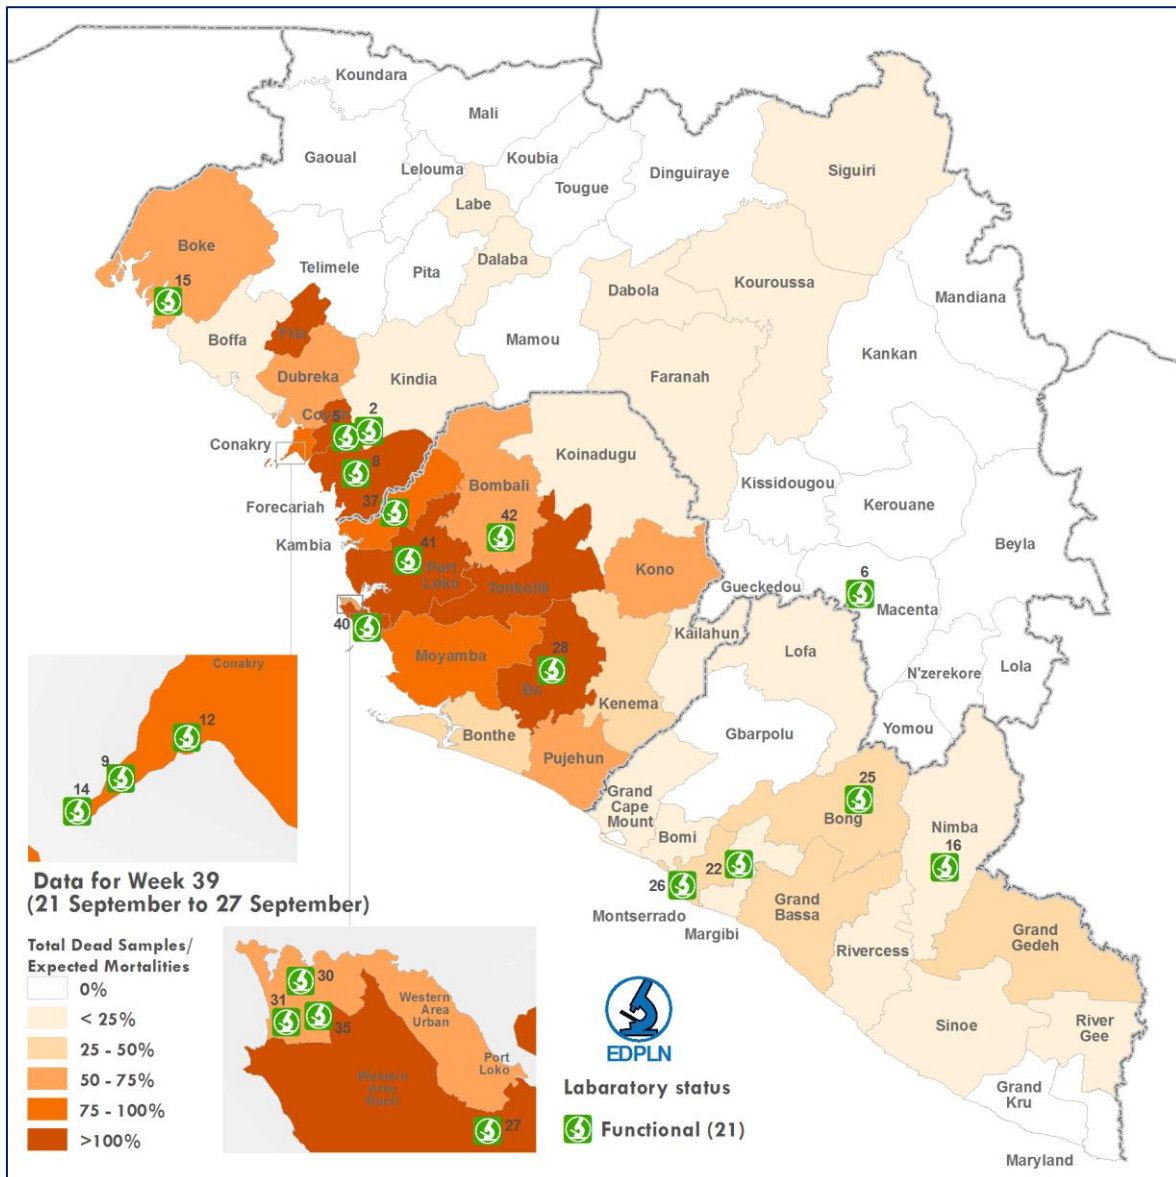 Koundara
Mali
Gaoual
Lelouma
Koubia
Tougue
Dinguiraye
Siguiri
Labe
Boke
Telimele
Pita
Dalaba
Dabola
Kouroussa
Mandiana
15
Boffa
Fria
Mamou
Kankan
Dubreka
Kindia
Faranah
Coyah
5
2
Conakry
8
Koinadugu
Kissidougou
Kerouane
Bombali
Forecariah
37
42
Kambia
41
Port
Loko
Tonkolili
Kono
Gueckedou
6
Macenta
Beyla
40
Kailahun
Lofa
Moyamba
28
Bo
N'zerekore
Lola
Kenema
Yomou
Bonthe
Pujehun
Gbarpolu
Grand
Cape
Mount
25
Bong
Nimba
Bomi
22
16
26
Montserrado
Margibi
Grand
Bassa
Rivercess
Grand
Gedeh
Sinoe
River
Gee
Grand
Kru
Maryland
Conakry
12
9
14
Data for Week 39
(21 September to 27 September)
Total Dead Samples/
Expected Mortalities
0%
< 25%
25 - 50%
50 - 75%
75 - 100%
>100%
30
31
35
Western
Area
Urban
Port
Loko
Western
Area
Rural
27
EDPLN
Labaratory status
Functional (21)